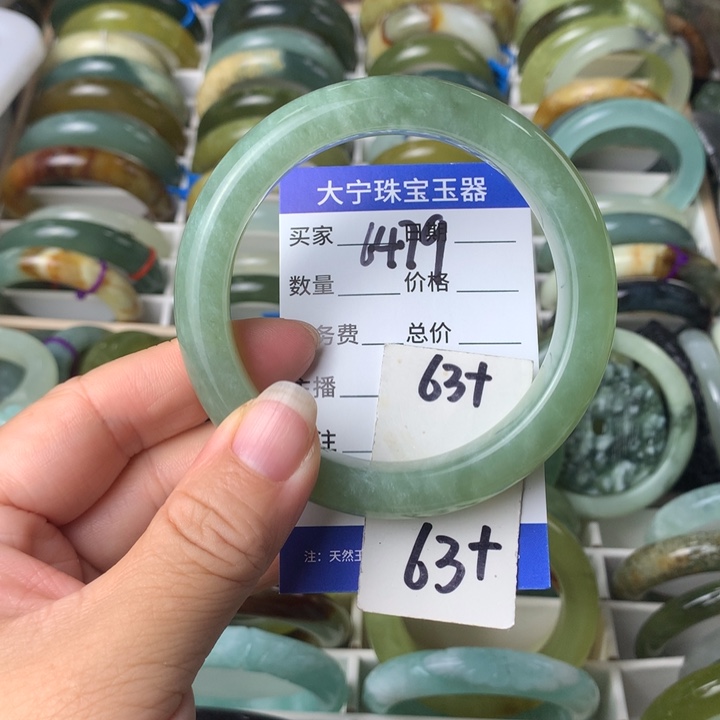 大宁珠宝玉器
买家 6479 日期
数量 价格
务费 总价
播
63+
注
63+
注：天然玉